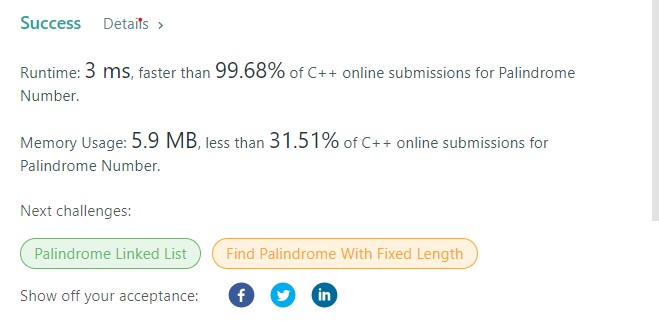 Success Details >
Runtime: 3 ms, faster than 99.68% of C++ online submissions for Palindrome
Number.
Memory Usage: 5.9 MB, less than 31.51% of C++ online submissions for
Palindrome Number.
Next challenges:
Palindrome Linked List Find Palindrome With Fixed Length
Show off your acceptance: f in